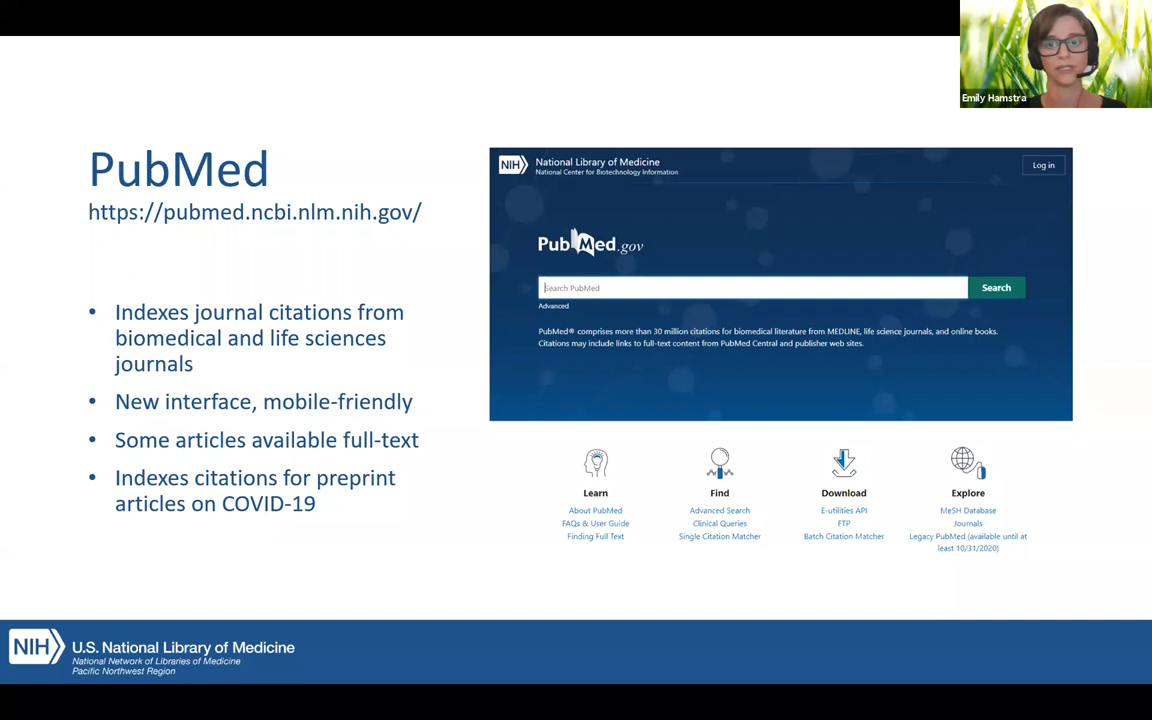 Emily Hamstra
PubMed
https://pubmed.ncbi.nlm.nih.gov/
• Indexes journal citations from
biomedical and life sciences
journals
• New interface, mobile-friendly
• Some articles available full-text
• Indexes citations for preprint
articles on COVID-19
NIH National Library of Medicine
National Center for Biotechnology Information
Log in
PubMed.gov
Search PubMed
Search
Advanced
PubMed® comprises more than 30 million citations for biomedical literature from MEDLINE, life science journals, and online books.
Citations may include links to full-text content from PubMed Central and publisher web sites.
Learn
About PubMed
FAQs & User Guide
Finding Full Text
Find
Advanced Search
Clinical Queries
Single Citation Matcher
Download
E-utilities API
FTP
Batch Citation Matcher
Explore
MeSH Database
Journals
Legacy PubMed (available until at
least 10/31/2020)
NIH U.S. National Library of Medicine
National Network of Libraries of Medicine
Pacific Northwest Region